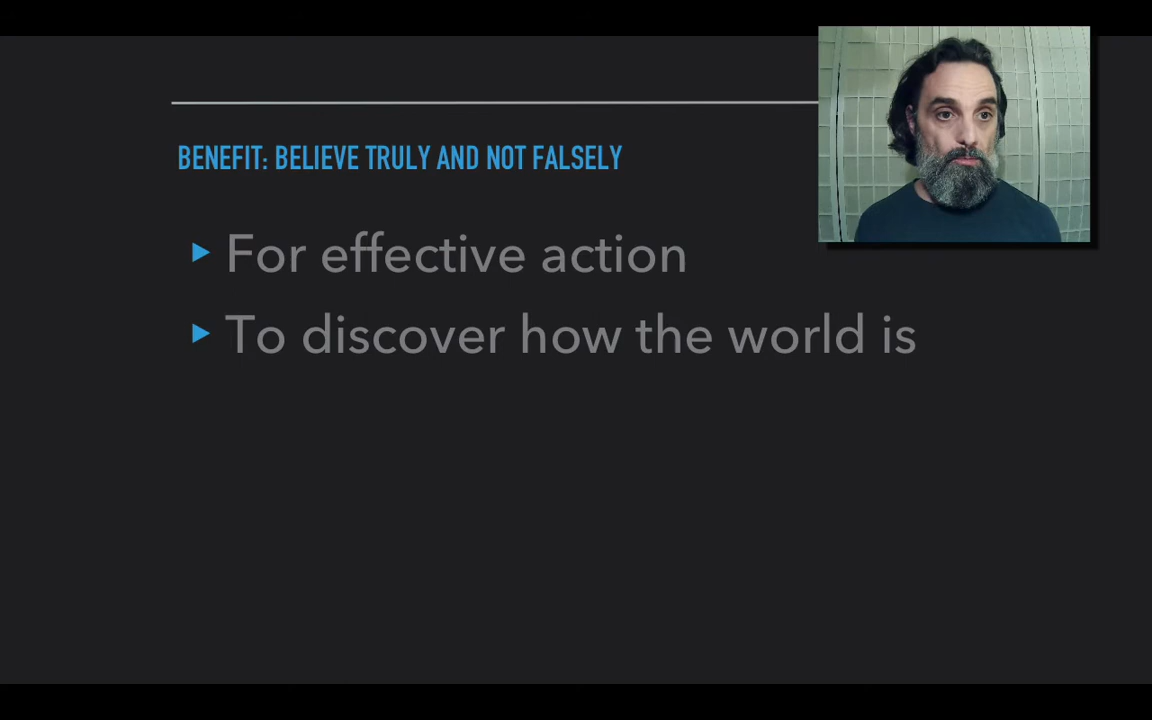 BENEFIT: BELIEVE TRULY AND NOT FALSELY
For effective action
To discover how the world is